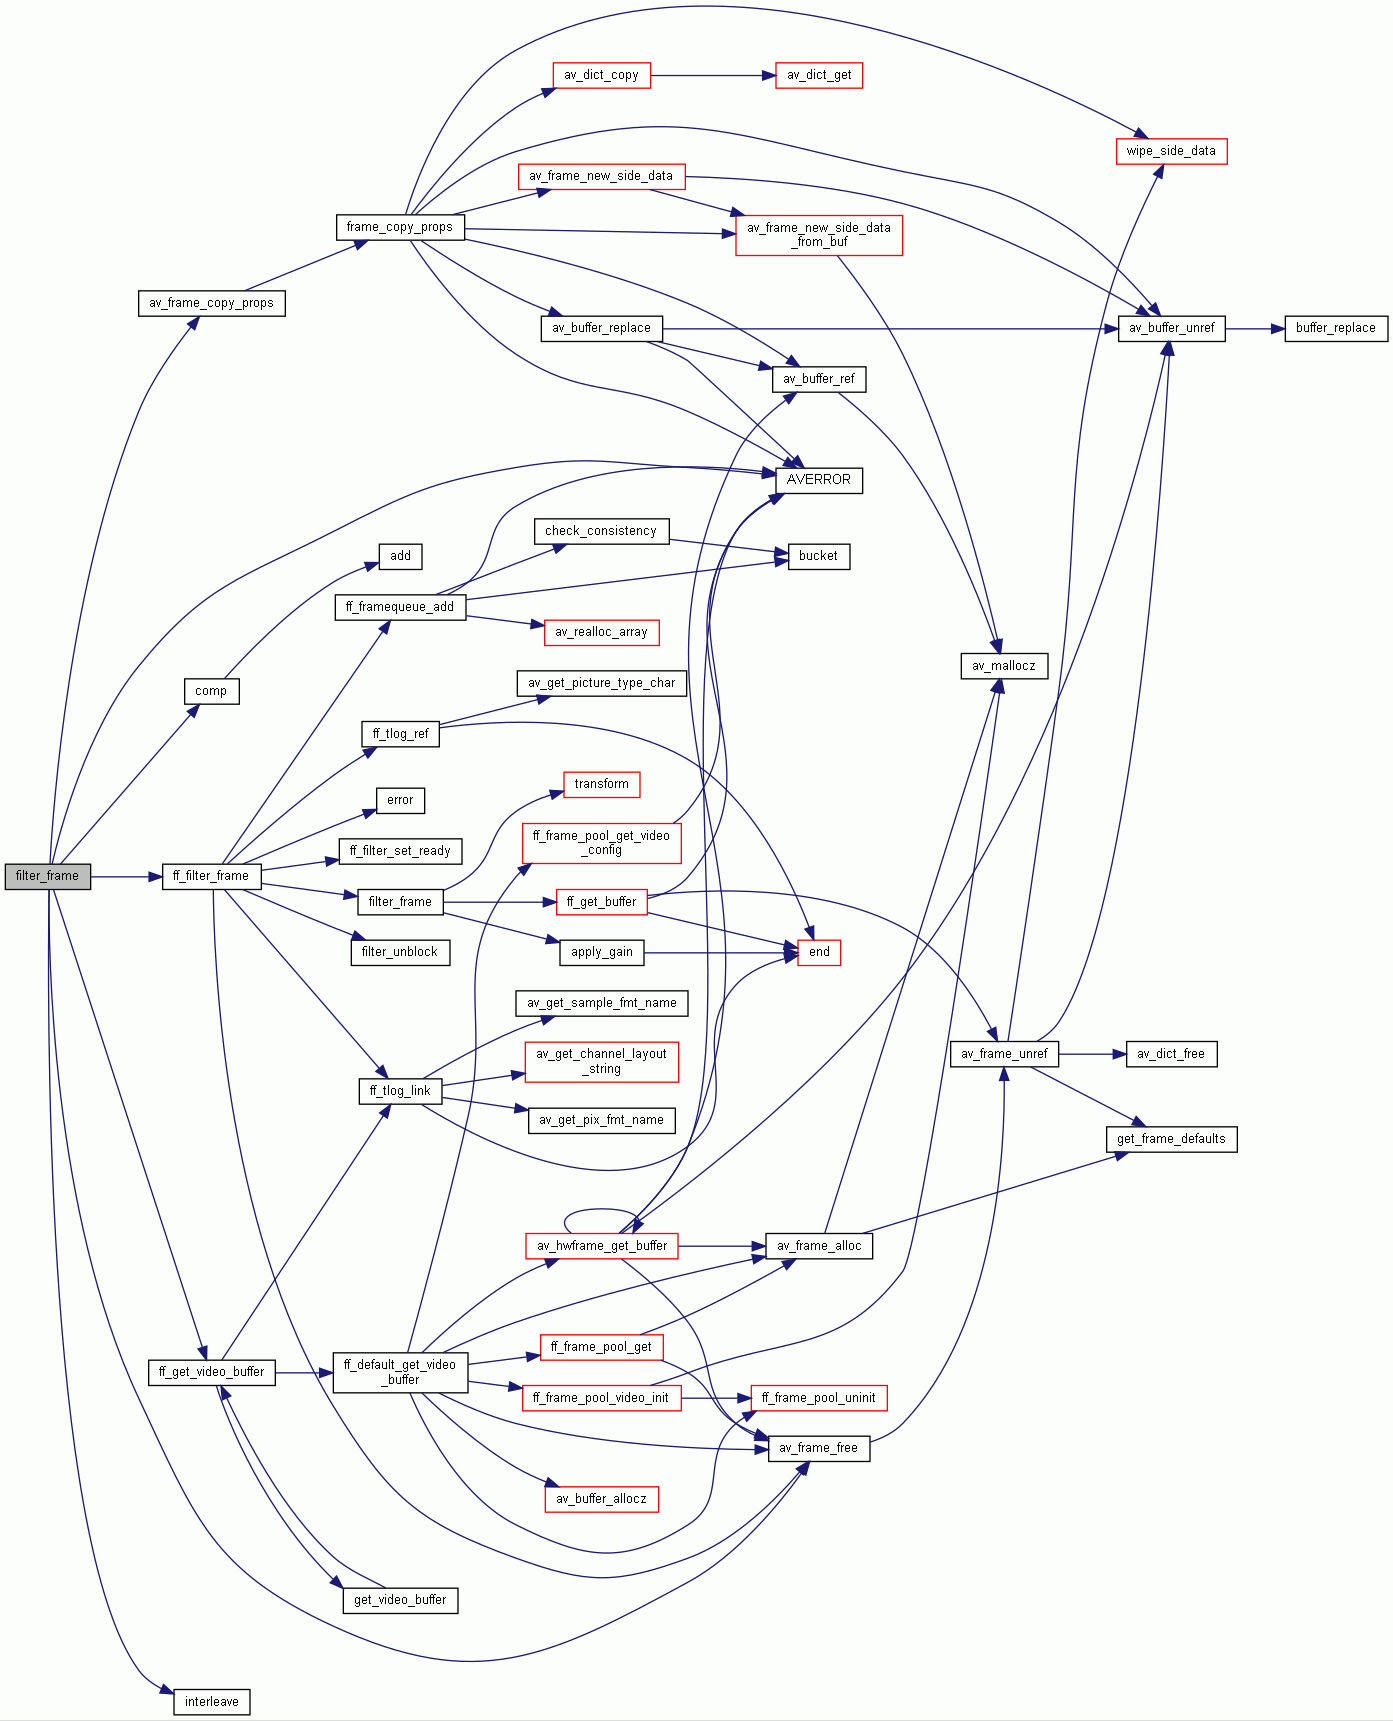 av_dict_copy
av_dict_get
wipe_side_data
av_frame_new_side_data
frame_copy_props
av_frame_new_side_data
_from_buf
av_frame_copy_props
av_buffer_replace
av_buffer_unref
buffer_replace
av_buffer_ref
AVERROR
check_consistency
add
bucket
ff_framequeue_add
av_realloc_array
av_mallocz
comp
av_get_picture_type_char
ff_tlog_ref
transform
error
ff_frame_pool_get_video
_config
ff_filter_set_ready
filter_frame
ff_filter_frame
filter_frame
ff_get_buffer
filter_unblock
apply_gain
end
av_get_sample_fmt_name
av_get_channel_layout
_string
av_frame_unref
av_dict_free
ff_tlog_link
av_get_pix_fmt_name
get_frame_defaults
av_hwframe_get_buffer
av_frame_alloc
ff_frame_pool_get
ff_get_video_buffer
ff_default_get_video
_buffer
ff_frame_pool_video_init
ff_frame_pool_uninit
av_frame_free
av_buffer_allocz
get_video_buffer
interleave